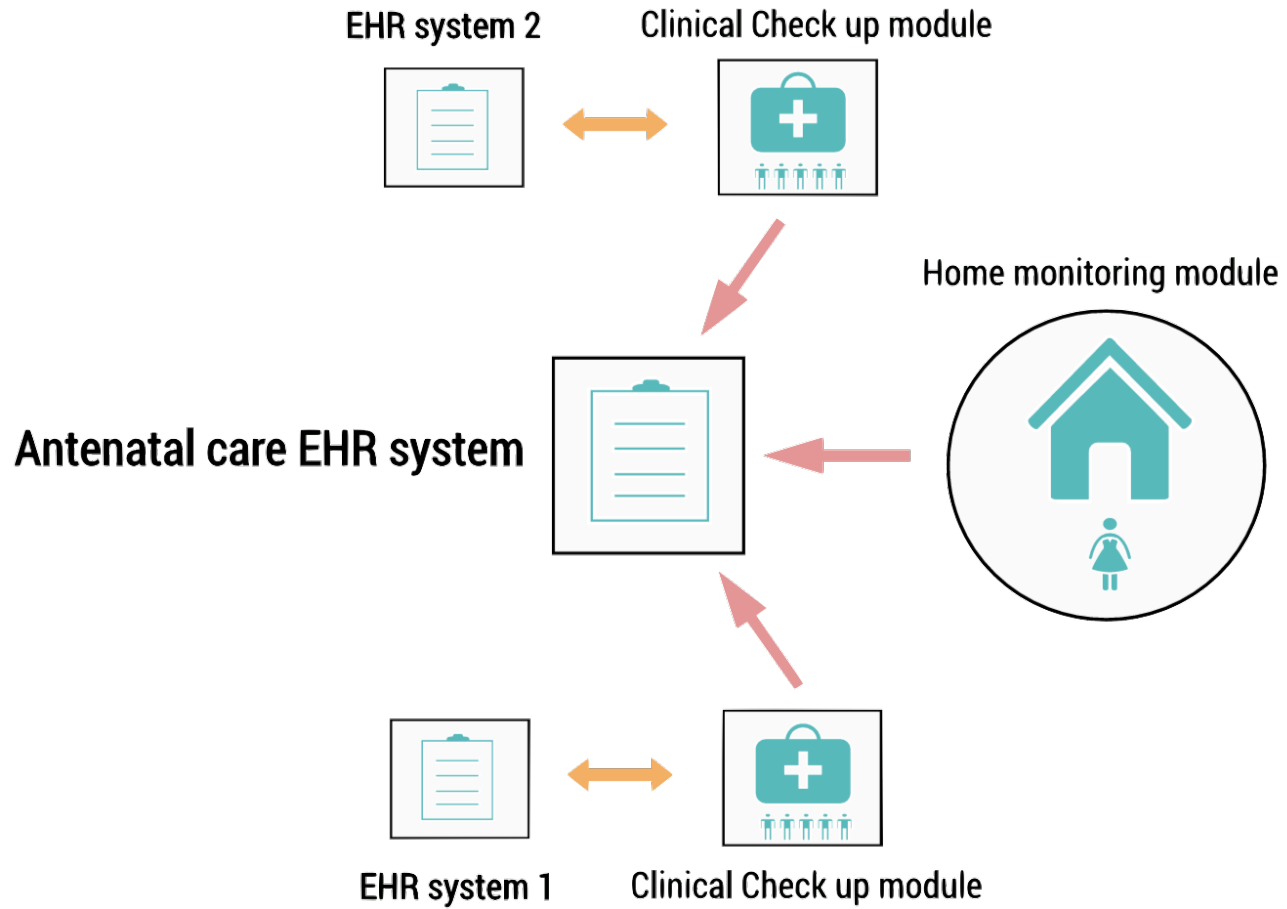 EHR system 2
Clinical Check up module
Home monitoring module
Antenatal care EHR system
EHR system 1
Clinical Check up module